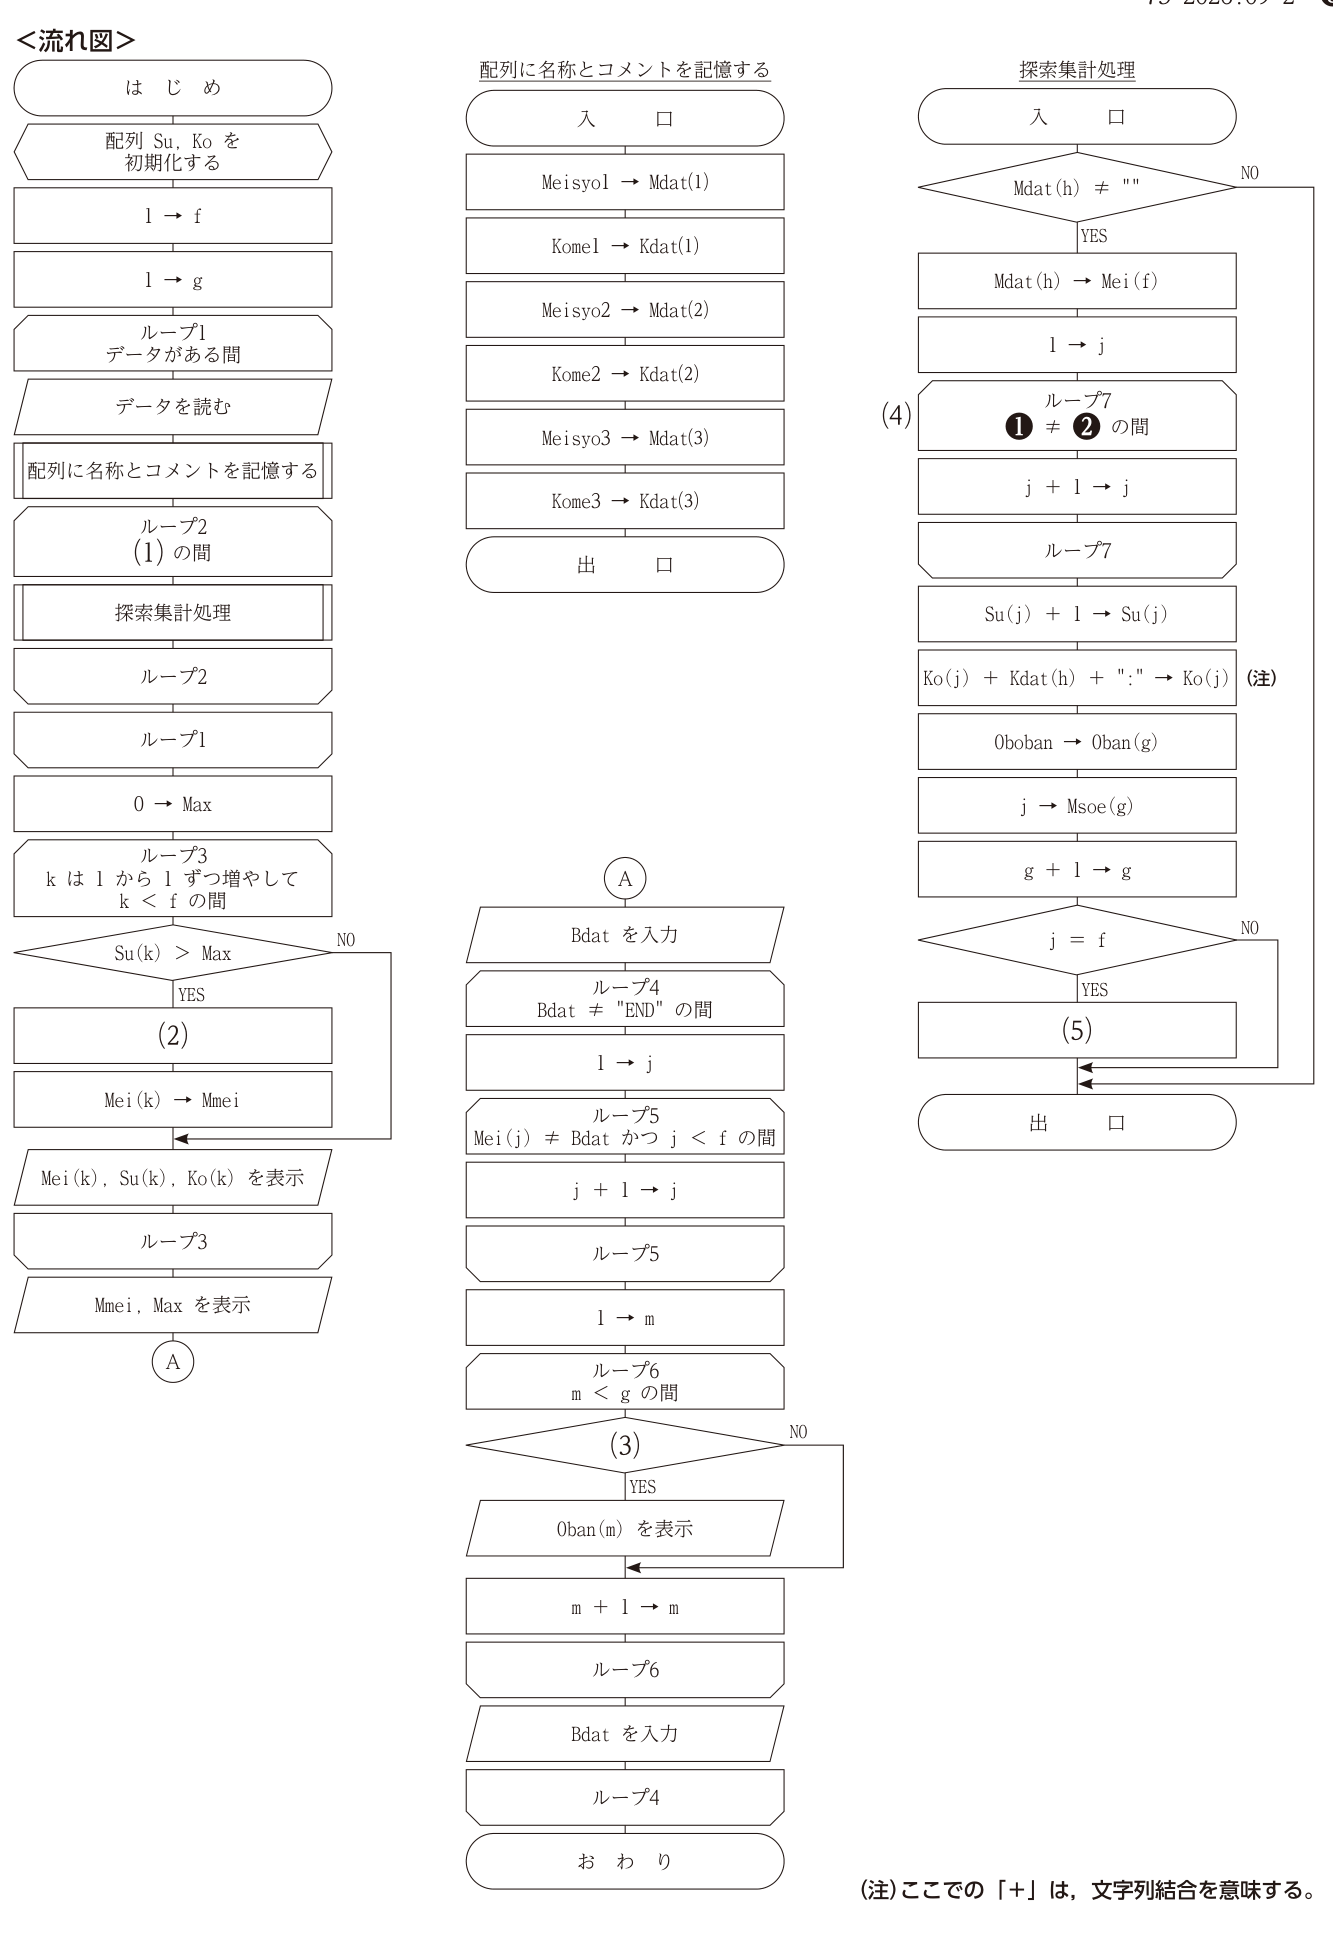 <流れ図>
は じ め
配列 Su, Ko を
初期化する
1 → f
1 → g
ループ1
データがある間
データを読む
配列に名称とコメントを記憶する
ループ2
(1) の間
探索集計処理
ループ2
ループ1
0 → Max
ループ3
k は 1 から 1 ずつ増やして
k < f の間
Su(k) > Max
NO
YES
(2)
Mei(k) → Mmei
Mei(k), Su(k), Ko(k) を表示
ループ3
Mmei, Max を表示
A
配列に名称とコメントを記憶する
入 口
Meisyo1 → Mdat(1)
Kome1 → Kdat(1)
Meisyo2 → Mdat(2)
Kome2 → Kdat(2)
Meisyo3 → Mdat(3)
Kome3 → Kdat(3)
出 口
A
Bdat を入力
ループ4
Bdat ≠ "END" の間
1 → j
ループ5
Mei(j) ≠ Bdat かつ j < f の間
j + 1 → j
ループ5
1 → m
ループ6
m < g の間
(3)
NO
YES
Oban(m) を表示
m + 1 → m
ループ6
Bdat を入力
ループ4
お わ り
探索集計処理
入 口
Mdat(h) ≠ ""
NO
YES
Mdat(h) → Mei(f)
1 → j
(4)
ループ7
❶ ≠ ❷ の間
j + 1 → j
ループ7
Su(j) + 1 → Su(j)
Ko(j) + Kdat(h) + ":" → Ko(j) (注)
Oboban → Oban(g)
j → Msoe(g)
g + 1 → g
j = f
NO
YES
(5)
出 口
(注)ここでの「+」は，文字列結合を意味する。